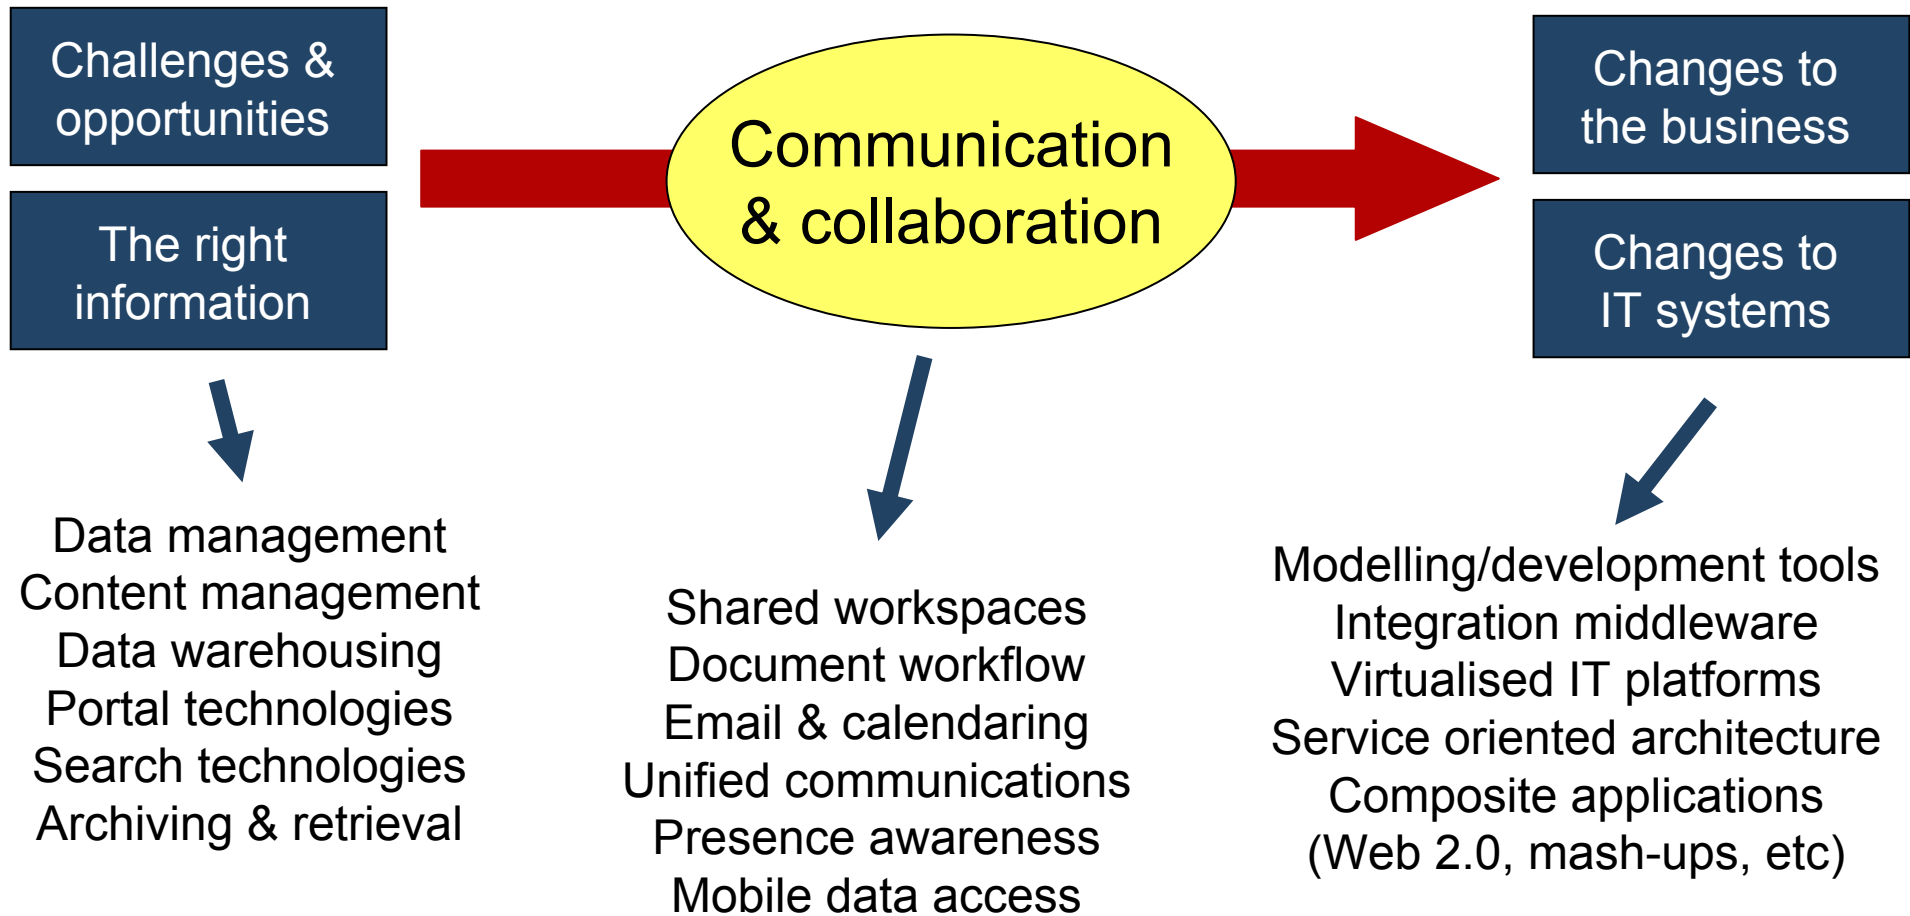 Challenges &
opportunities
The right
information
Communication
& collaboration
Changes to
the business
Changes to
IT systems
Data management
Content management
Data warehousing
Portal technologies
Search technologies
Archiving & retrieval
Shared workspaces
Document workflow
Email & calendaring
Unified communications
Presence awareness
Mobile data access
Modelling/development tools
Integration middleware
Virtualised IT platforms
Service oriented architecture
Composite applications
(Web 2.0, mash-ups, etc)